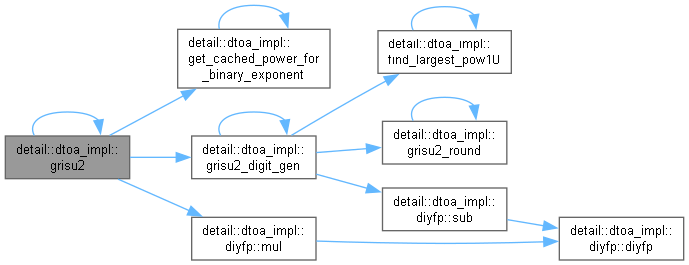 detail::dtoa_impl::
grisu2
detail::dtoa_impl::
get_cached_power_for
_binary_exponent
detail::dtoa_impl::
grisu2_digit_gen
detail::dtoa_impl::
diyfp::mul
detail::dtoa_impl::
find_largest_pow10
detail::dtoa_impl::
grisu2_round
detail::dtoa_impl::
diyfp::sub
detail::dtoa_impl::
diyfp::diyfp